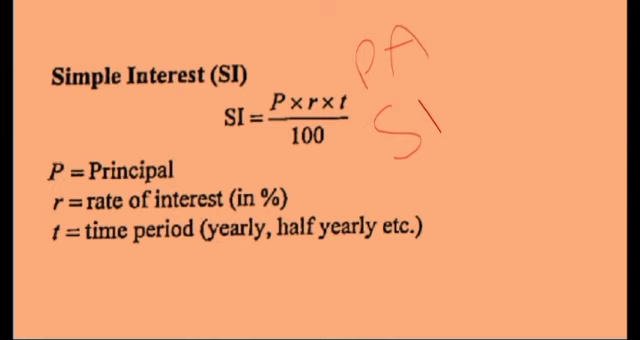 PA
Simple Interest (SI)
SI = P × r × t / 100
SI
P = Principal
r = rate of interest (in %)
t = time period (yearly, half yearly etc.)